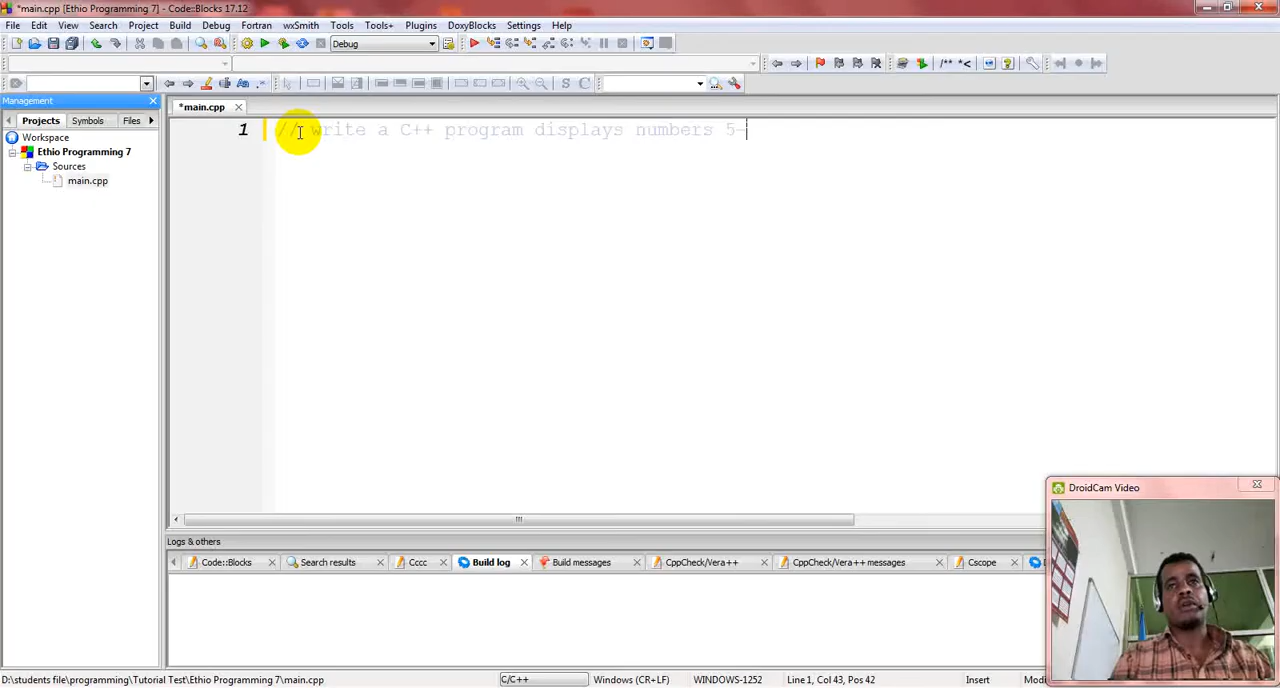 *main.cpp [Ethio Programming 7] - Code::Blocks 17.12
File Edit View Search Project Build Debug Fortran wxSmith Tools Tools+ Plugins DoxyBlocks Settings Help
Debug
/** *<
S C
Management
*main.cpp
Projects Symbols Files
1 // write a C++ program displays numbers 5-
Workspace
Ethio Programming 7
Sources
main.cpp
DroidCam Video
Logs & others
Code::Blocks Search results Cccc Build log Build messages CppCheck/Vera++ CppCheck/Vera++ messages Cscope D
D:\students file\programming\Tutorial Test\Ethio Programming 7\main.cpp C/C++ Windows (CR+LF) WINDOWS-1252 Line 1, Col 43, Pos 42 Insert Modi